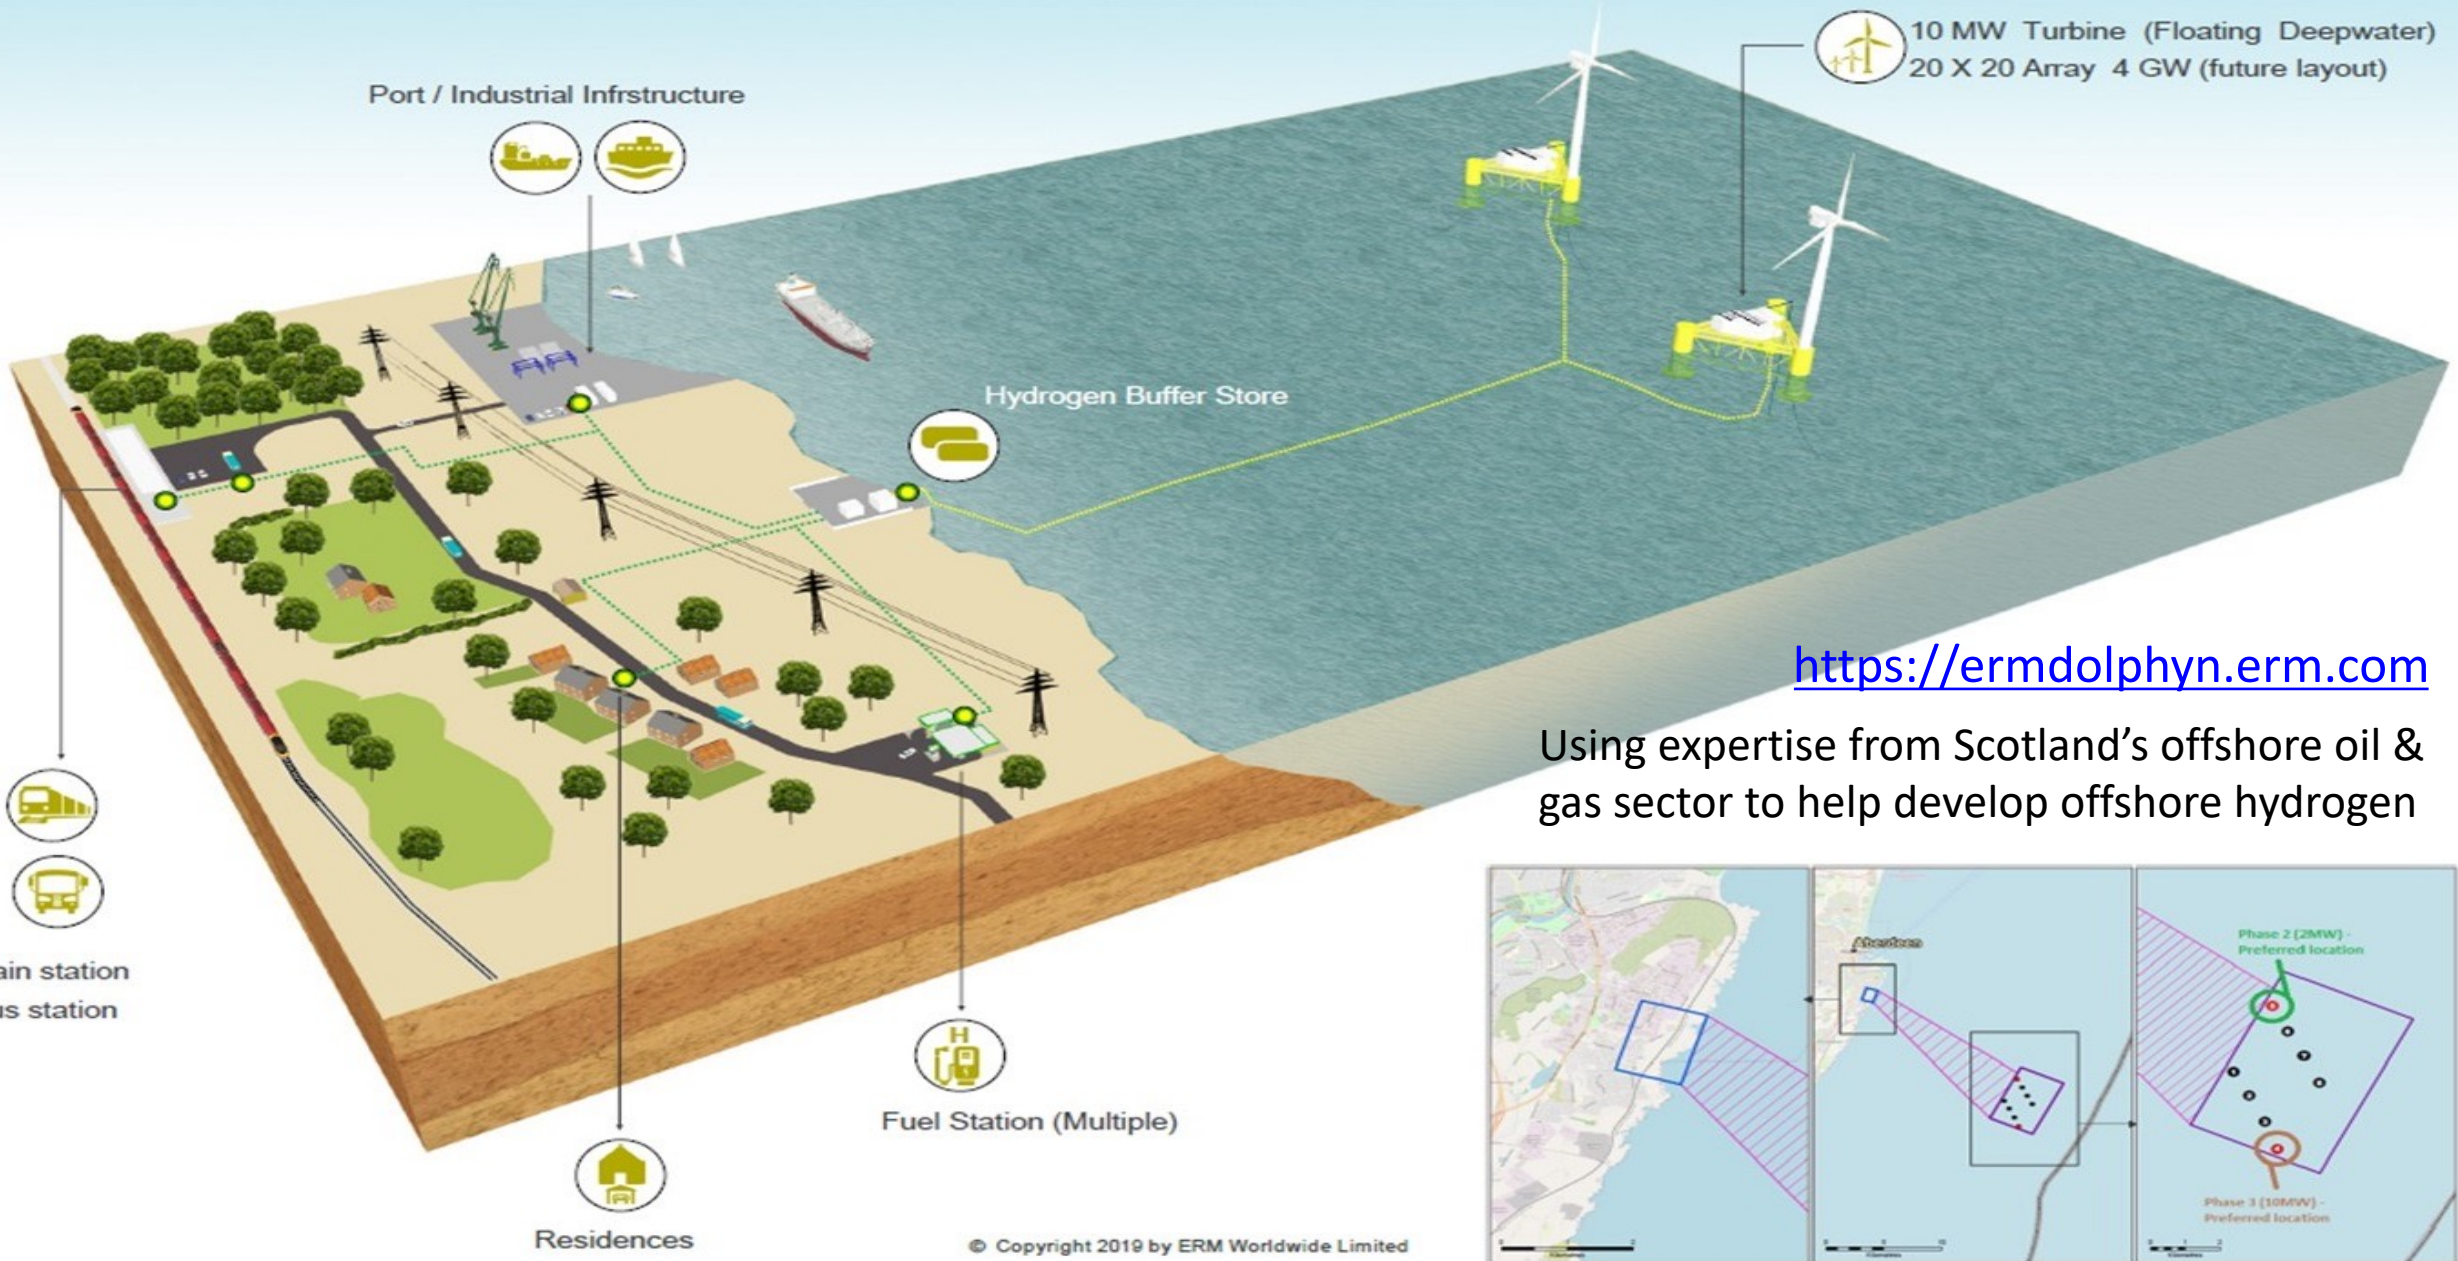 10 MW Turbine (Floating Deepwater)
20 X 20 Array 4 GW (future layout)
Port / Industrial Infrstructure
Hydrogen Buffer Store
https://ermdolphyn.erm.com
Using expertise from Scotland's offshore oil &
gas sector to help develop offshore hydrogen
ain station
us station
H
Fuel Station (Multiple)
Residences
© Copyright 2019 by ERM Worldwide Limited
Aberdeen
Phase 2 (2MW) -
Preferred location
Phase 3 (10MW) -
Preferred location